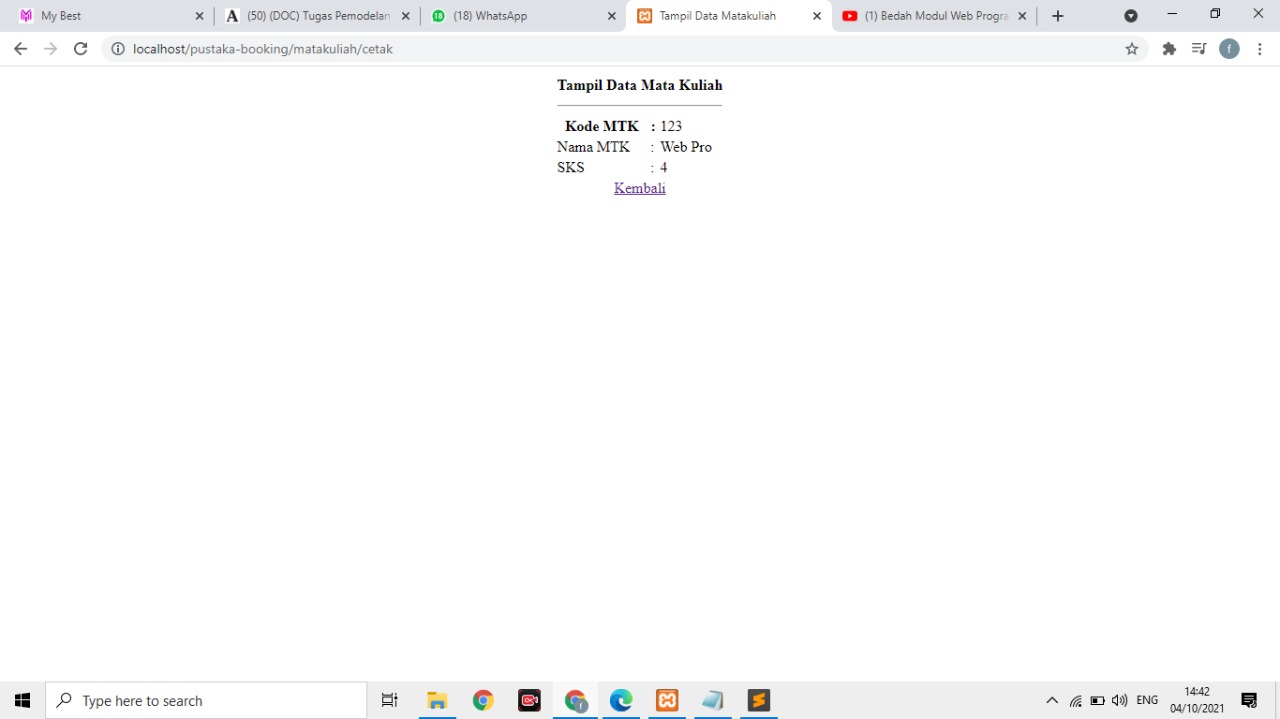 My Best
(50) (DOC) Tugas Pemodelan
(18) WhatsApp
Tampil Data Matakuliah
(1) Bedah Modul Web Progra
localhost/pustaka-booking/matakuliah/cetak
f
Tampil Data Mata Kuliah
Kode MTK : 123
Nama MTK : Web Pro
SKS : 4
Kembali
Type here to search
ENG
14:42
04/10/2021